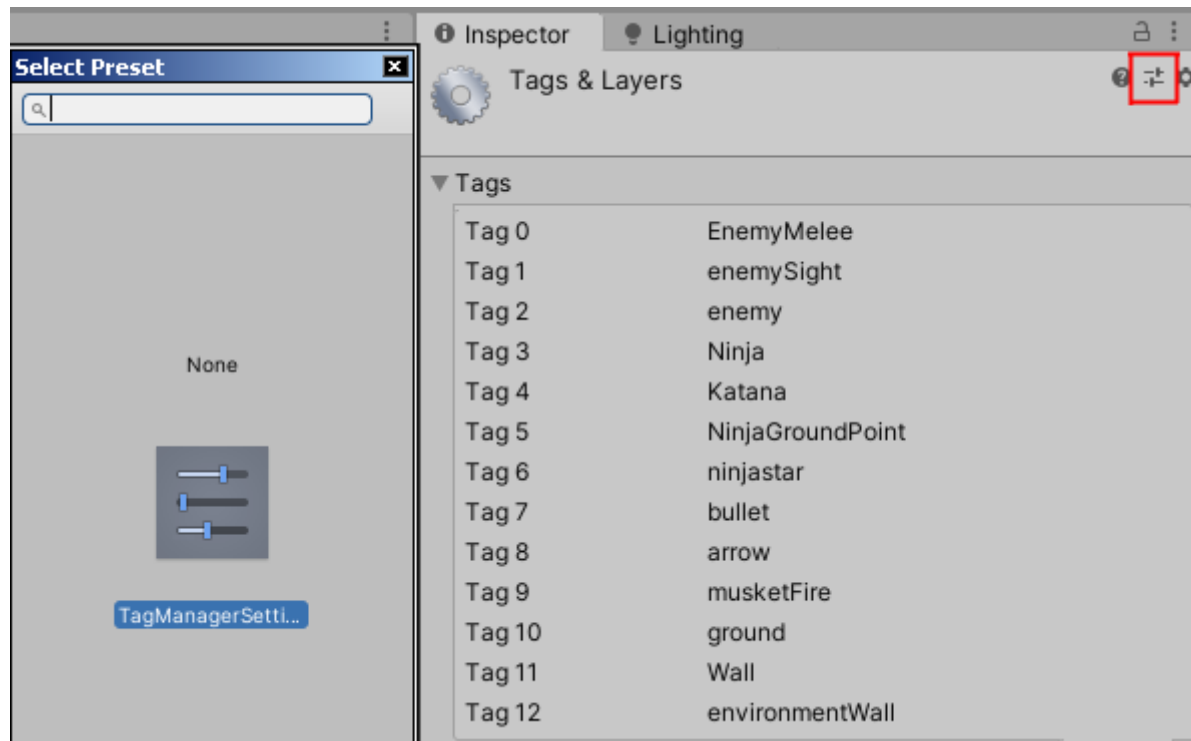 Select Preset
None
TagManagerSetti...
Inspector
Lighting
Tags & Layers
Tags
Tag 0 EnemyMelee
Tag 1 enemySight
Tag 2 enemy
Tag 3 Ninja
Tag 4 Katana
Tag 5 NinjaGroundPoint
Tag 6 ninjastar
Tag 7 bullet
Tag 8 arrow
Tag 9 musketFire
Tag 10 ground
Tag 11 Wall
Tag 12 environmentWall